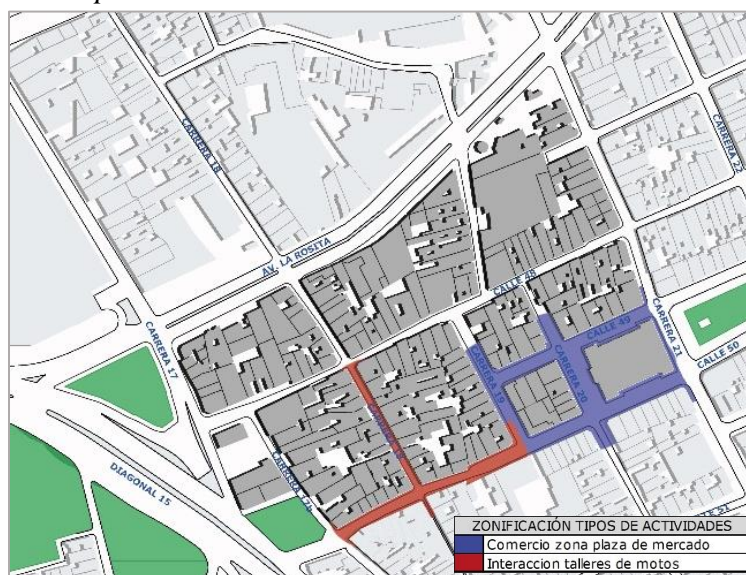 CARRERA 18
CARRERA 22
AV. LA ROSITA
CALLE 48
CARRERA 17
CALLE 49
CARRERA 21
CALLE 50
CARRERA 19
CARRERA 20
DIAGONAL 15
ZONIFICACIÓN TIPOS DE ACTIVIDADES
Comercio zona plaza de mercado
Interaccion talleres de motos